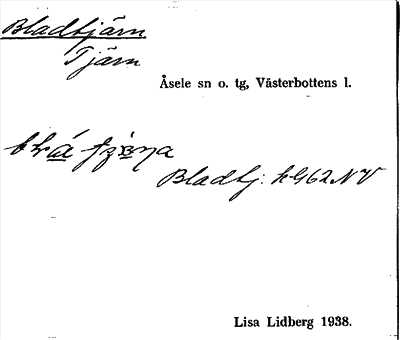 Bladtjärn
Tjärn
Åsele sn o. tg, Västerbottens l.
Bladtj. k G62 NV
Lisa Lidberg 1938.